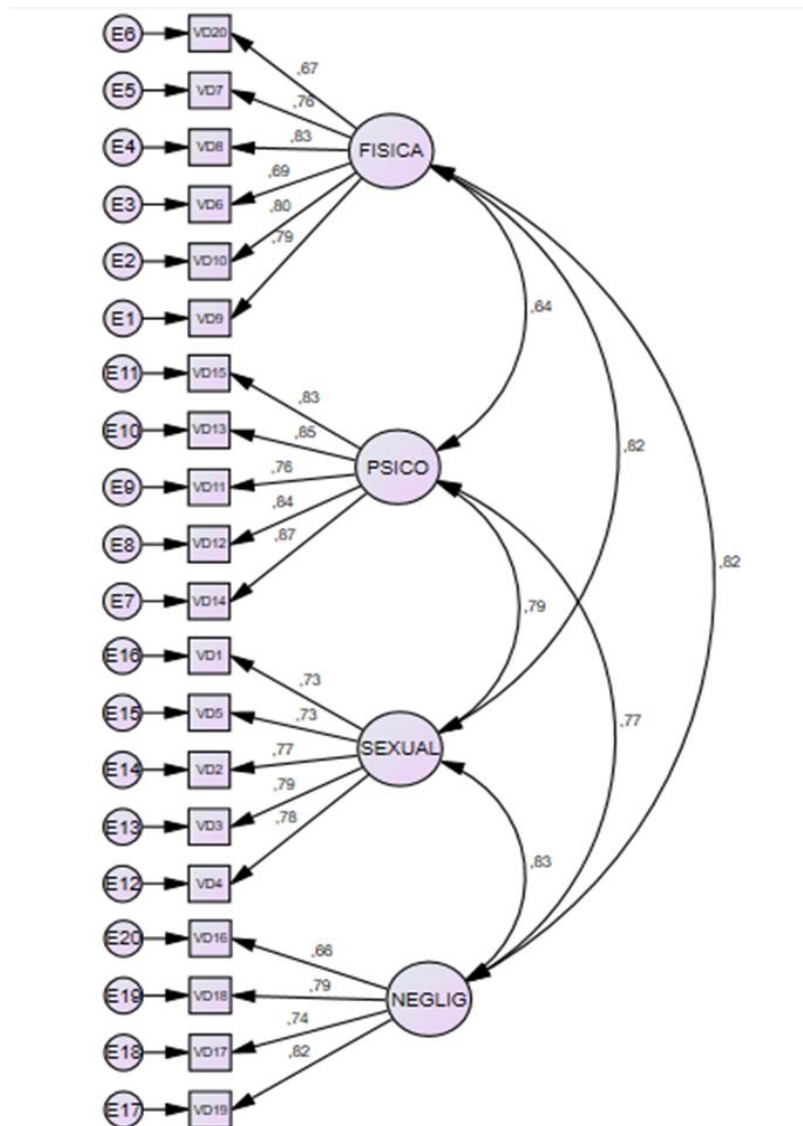 E6 VD20
,67
E5 VD7
,76
E4 VD8
,83
FISICA
E3 VD6
,69
E2 VD10
,80
E1 VD9
,79
,64
E11 VD15
,83
E10 VD13
,85
,82
E9 VD11
,76
PSICO
E8 VD12
,84
E7 VD14
,87
,82
,79
E16 VD1
,73
E15 VD5
,73
,77
E14 VD2
,77
SEXUAL
E13 VD3
,79
E12 VD4
,78
,83
E20 VD16
,66
E19 VD18
,79
NEGLIG
E18 VD17
,74
E17 VD19
,82